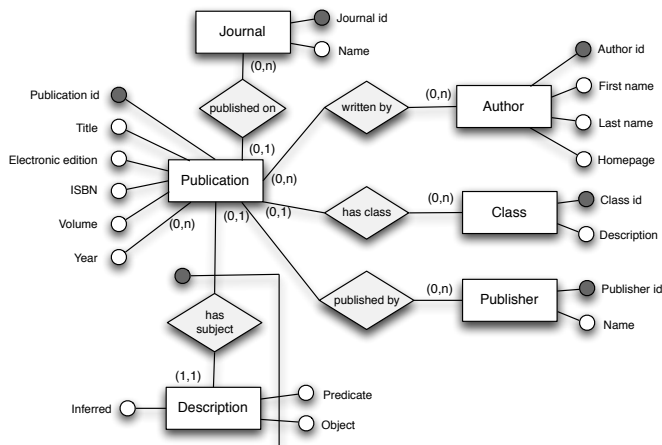 Journal
Journal id
Name
(0,n)
published on
(0,1)
Publication id
Title
Electronic edition
ISBN
Volume
Year
Publication
(0,n)
written by
(0,n)
Author
Author id
First name
Last name
Homepage
(0,n)
(0,1)
(0,1)
has class
(0,n)
Class
Class id
Description
published by
(0,n)
Publisher
Publisher id
Name
has
subject
(1,1)
Inferred
Description
Predicate
Object